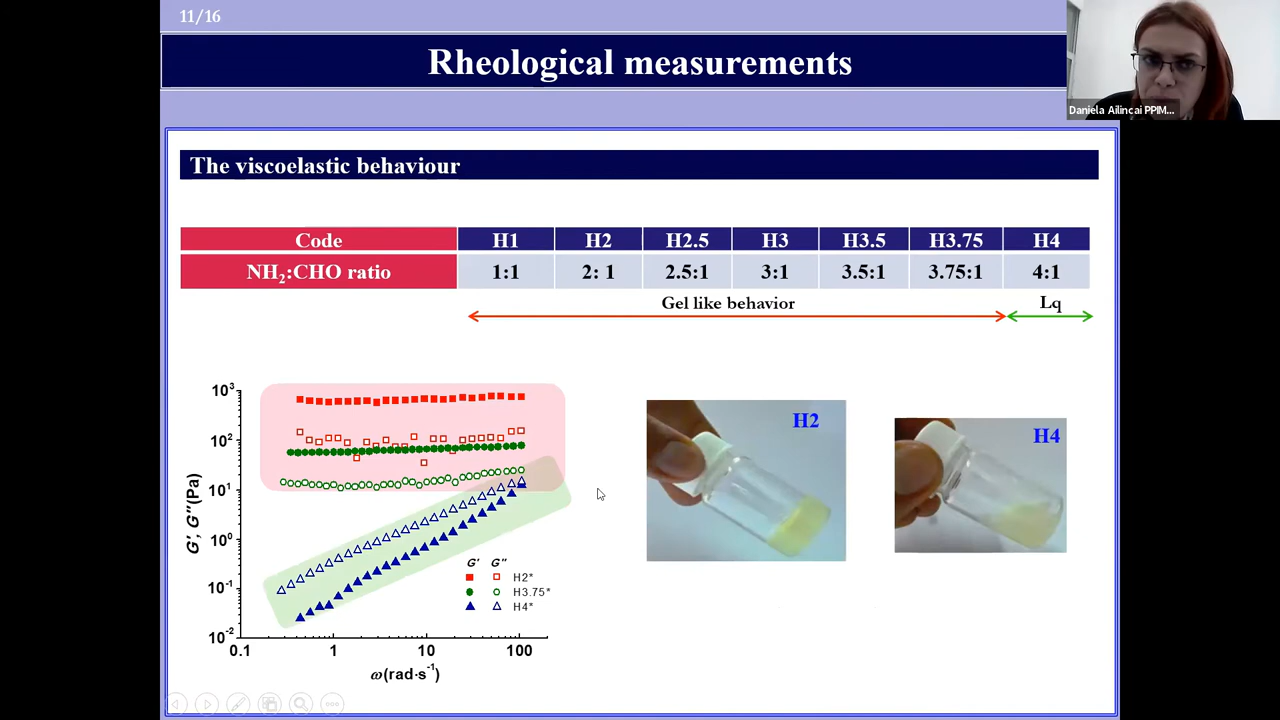 11/16
Rheological measurements
Daniela Ailincai PPIM...
The viscoelastic behaviour
Code H1 H2 H2.5 H3 H3.5 H3.75 H4
NH₂:CHO ratio 1:1 2: 1 2.5:1 3:1 3.5:1 3.75:1 4:1
Gel like behavior Lq
10³
10²
10¹
10⁰
10⁻¹
10⁻²
G', G''(Pa)
0.1 1 10 100
ω(rad·s⁻¹)
G' G''
H2*
H3.75*
H4*
H2
H4